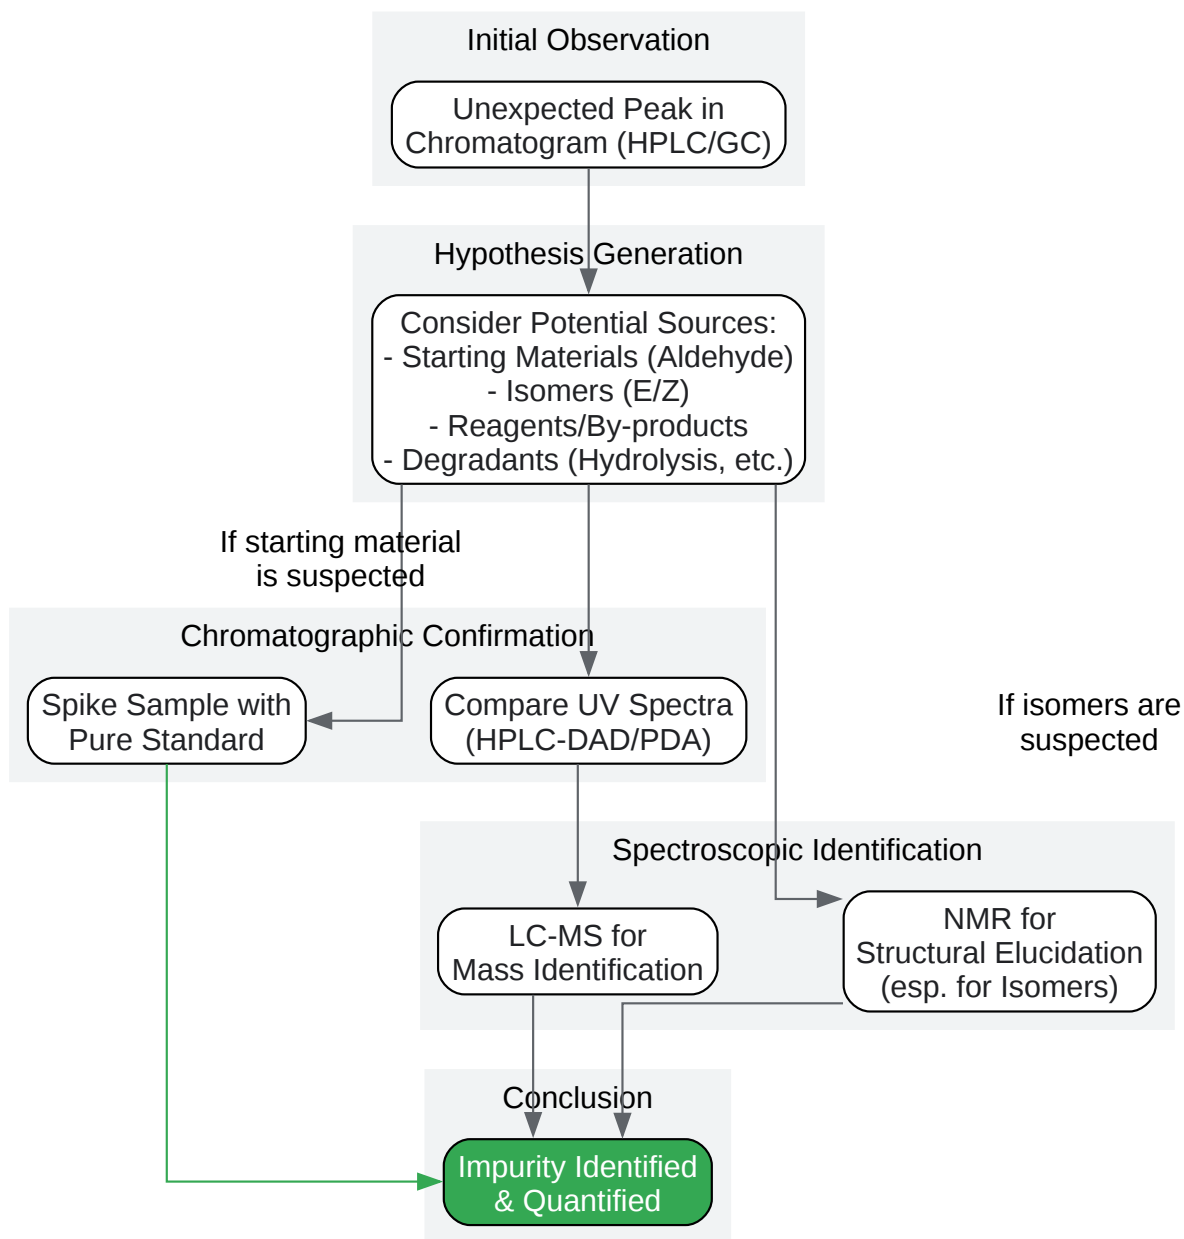 Initial Observation
Unexpected Peak in
Chromatogram (HPLC/GC)
Hypothesis Generation
Consider Potential Sources:
- Starting Materials (Aldehyde)
- Isomers (E/Z)
- Reagents/By-products
- Degradants (Hydrolysis, etc.)
If starting material
is suspected
Chromatographic Confirmation
Spike Sample with
Pure Standard
Compare UV Spectra
(HPLC-DAD/PDA)
If isomers are
suspected
Spectroscopic Identification
LC-MS for
Mass Identification
NMR for
Structural Elucidation
(esp. for Isomers)
Conclusion
Impurity Identified
& Quantified